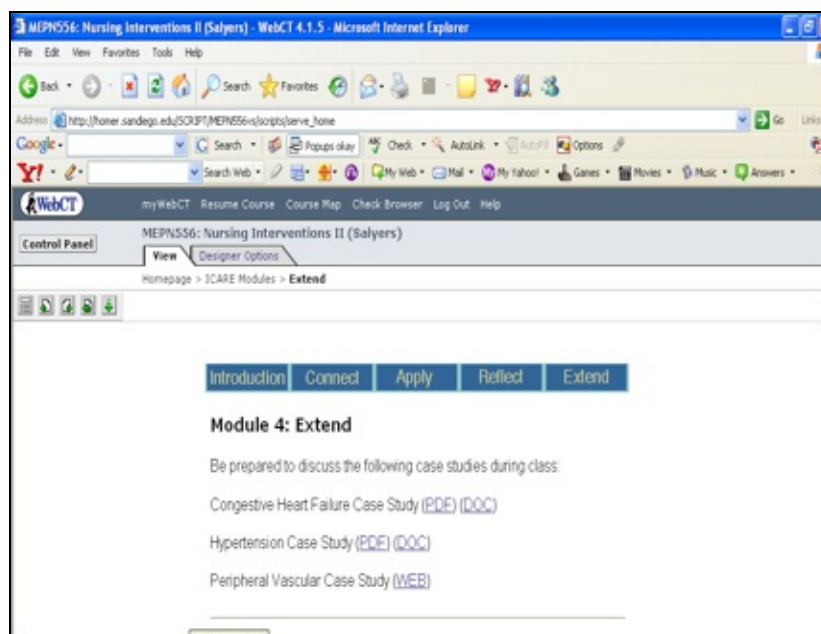 MEPN556: Nursing Interventions II (Salyers) - WebCT 4.1.5 - Microsoft Internet Explorer
File Edit View Favorites Tools Help
Back Search Favorites
Address http://homer.sandiego.edu/SCRIPT/MEPN556vs/scripts/serve_home Go Links
Google Search Popups okay Check AutoLink AutoFill Options
Y! Search Web My Web Mail My Yahoo! Games Movies Music Answers
WebCT myWebCT Resume Course Course Map Check Browser Log Out Help
Control Panel
MEPN556: Nursing Interventions II (Salyers)
View Designer Options
Homepage > ICARE Modules > Extend
Introduction Connect Apply Reflect Extend
Module 4: Extend
Be prepared to discuss the following case studies during class:
Congestive Heart Failure Case Study (PDF) (DOC)
Hypertension Case Study (PDF) (DOC)
Peripheral Vascular Case Study (WEB)